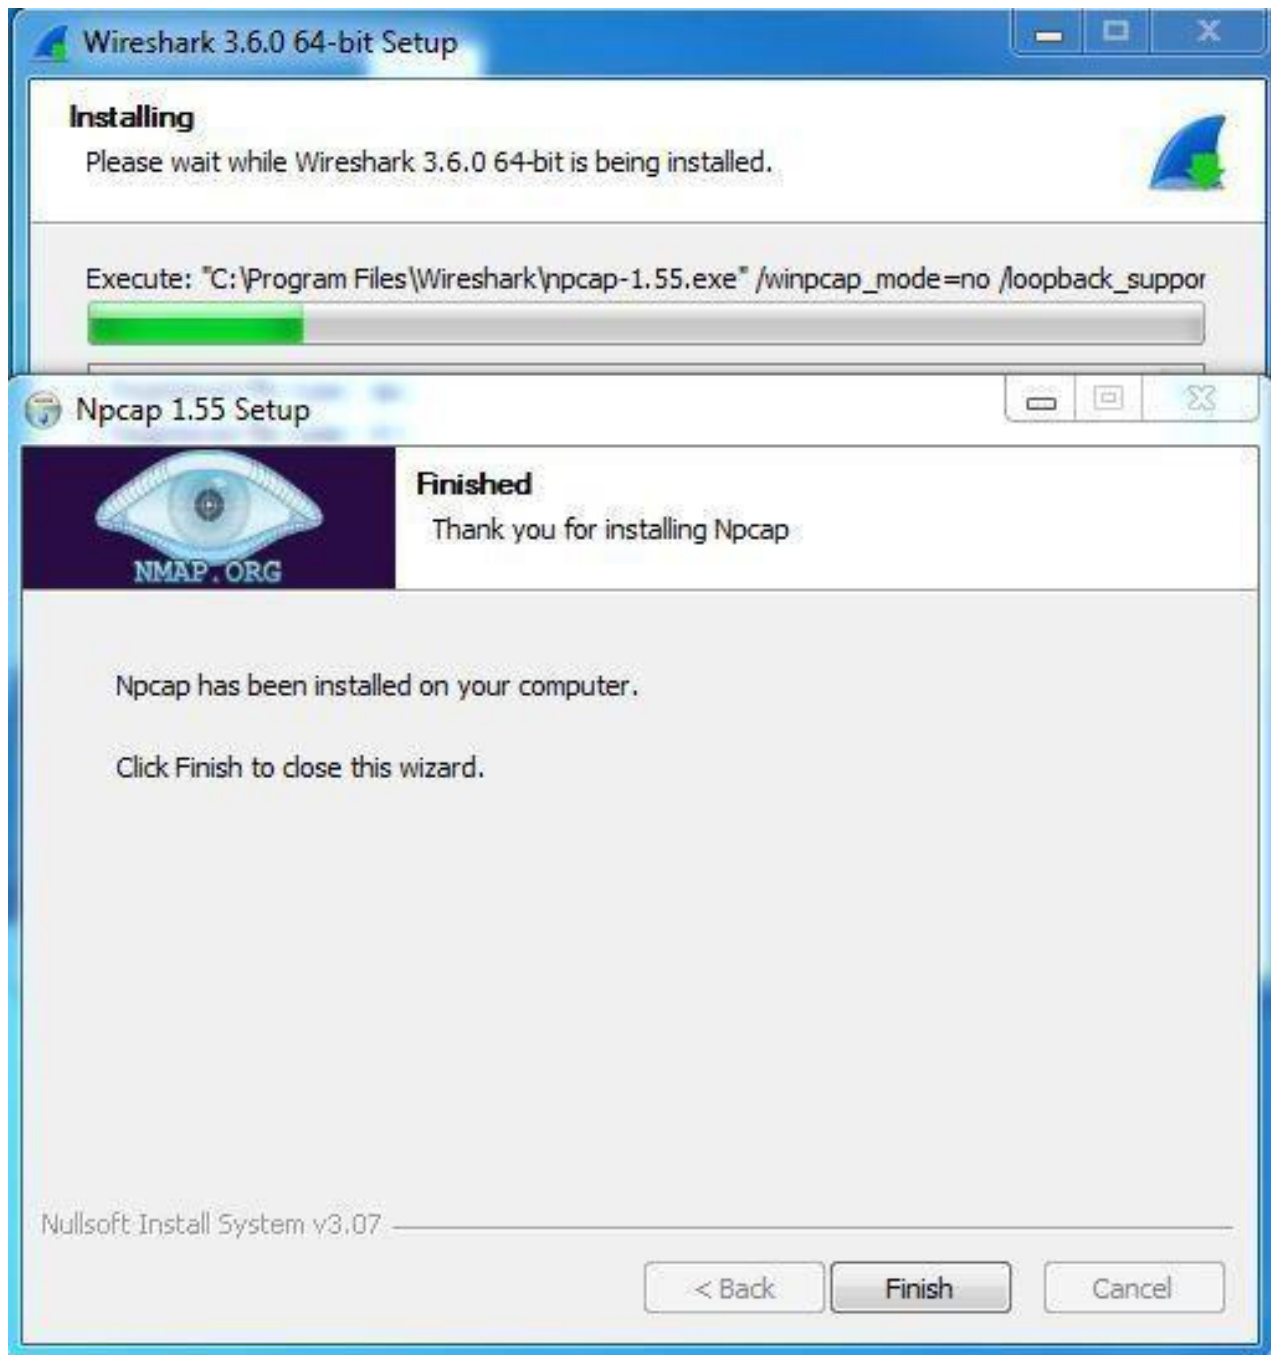 Wireshark 3.6.0 64-bit Setup
Installing
Please wait while Wireshark 3.6.0 64-bit is being installed.
Execute: "C:\Program Files\Wireshark\npcap-1.55.exe" /winpcap_mode=no /loopback_suppor
Npcap 1.55 Setup
NMAP.ORG
Finished
Thank you for installing Npcap
Npcap has been installed on your computer.
Click Finish to close this wizard.
Nullsoft Install System v3.07
< Back
Finish
Cancel